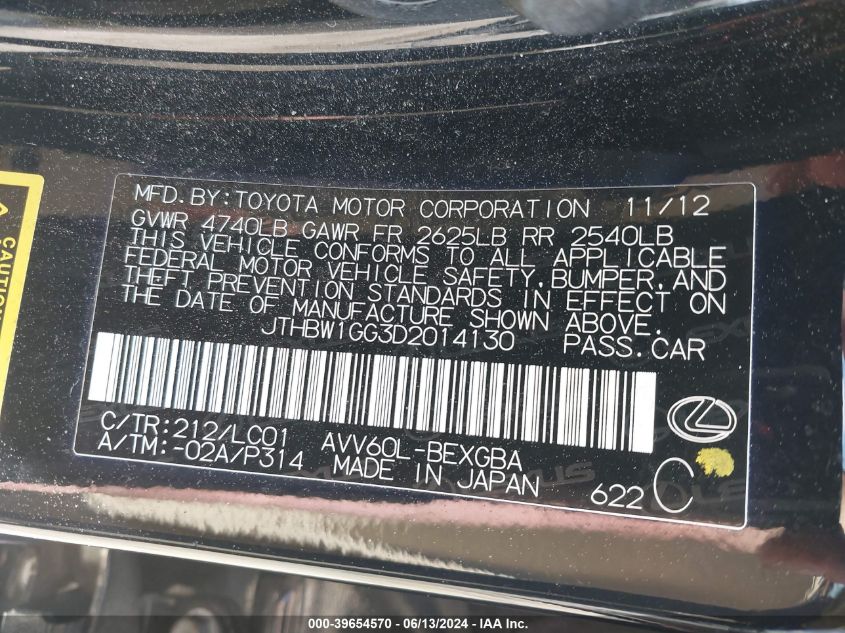 MFD.BY:TOYOTA MOTOR CORPORATION 11/12
GVWR 4740LB GAWR FR 2625LB RR 2540LB
THIS VEHICLE CONFORMS TO ALL APPLICABLE
FEDERAL MOTOR VEHICLE SAFETY,BUMPER,AND
THEFT PREVENTION STANDARDS IN EFFECT ON
THE DATE OF MANUFACTURE SHOWN ABOVE.
JTHBW1GG3D2014130 PASS.CAR
C/TR:212/LC01 AVV60L-BEXGBA
A/TM:-02A/P314 MADE IN JAPAN
622 C
CAUTION
000-39654570 - 06/13/2024 - IAA Inc.